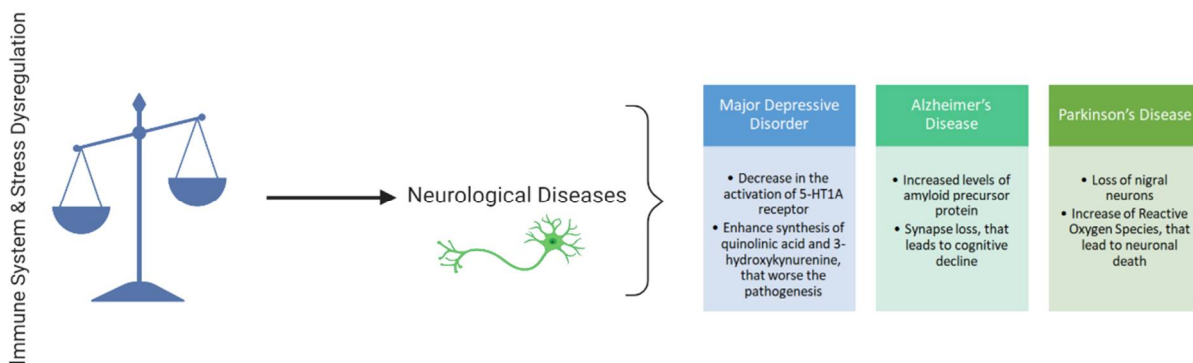 Immune System & Stress Dysregulation
Neurological Diseases
Major Depressive
Disorder
• Decrease in the
activation of 5-HT1A
receptor
• Enhance synthesis of
quinolinic acid and 3-
hydroxykynurenine,
that worse the
pathogenesis
Alzheimer's
Disease
• Increased levels of
amyloid precursor
protein
• Synapse loss, that
leads to cognitive
decline
Parkinson's Disease
• Loss of nigral
neurons
• Increase of Reactive
Oxygen Species, that
lead to neuronal
death